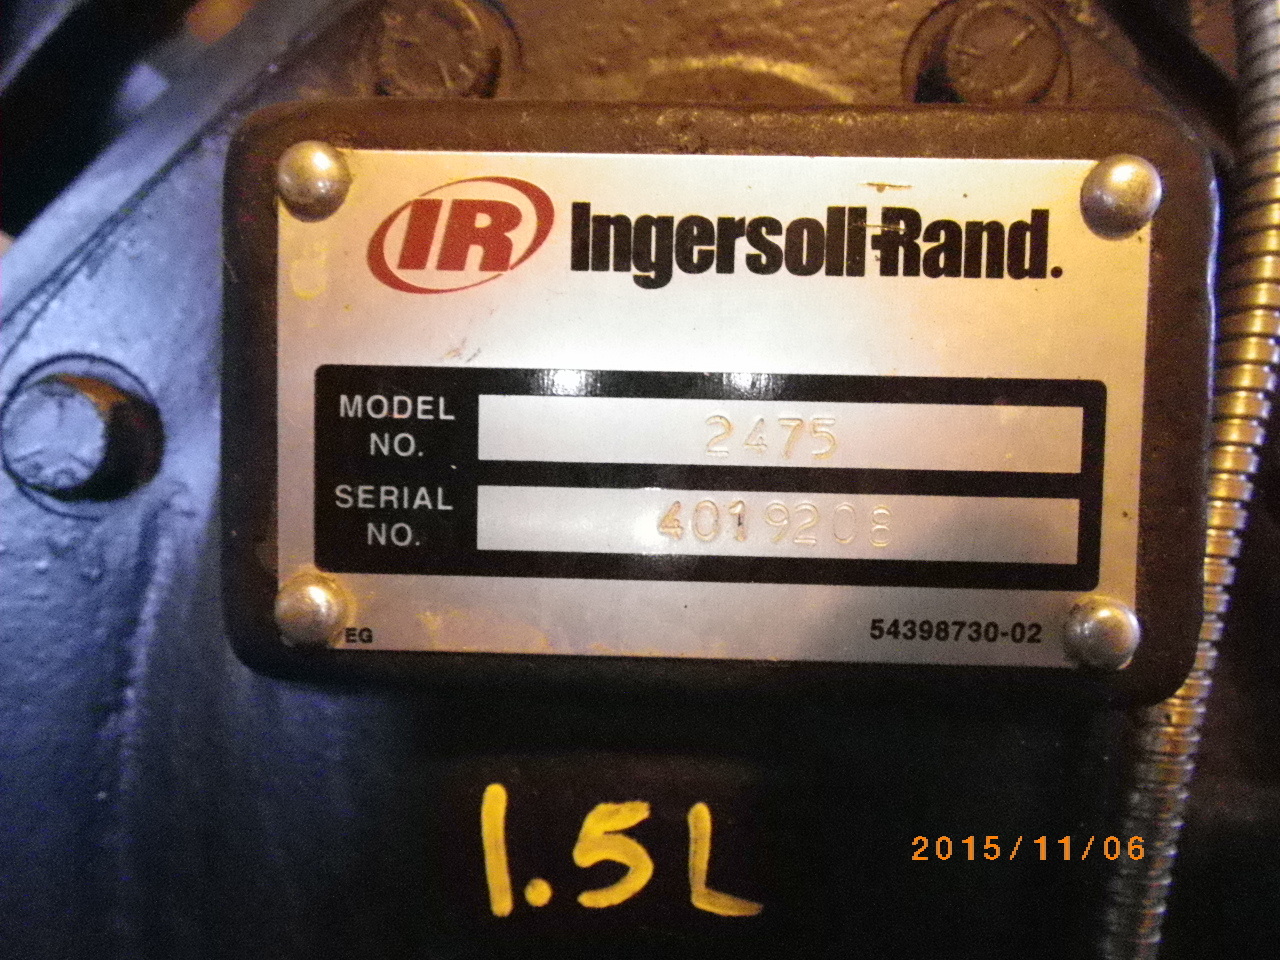 IR Ingersoll-Rand.
MODEL NO. 2475
SERIAL NO. 4019208
EG 54398730-02
1.5L
2015/11/06